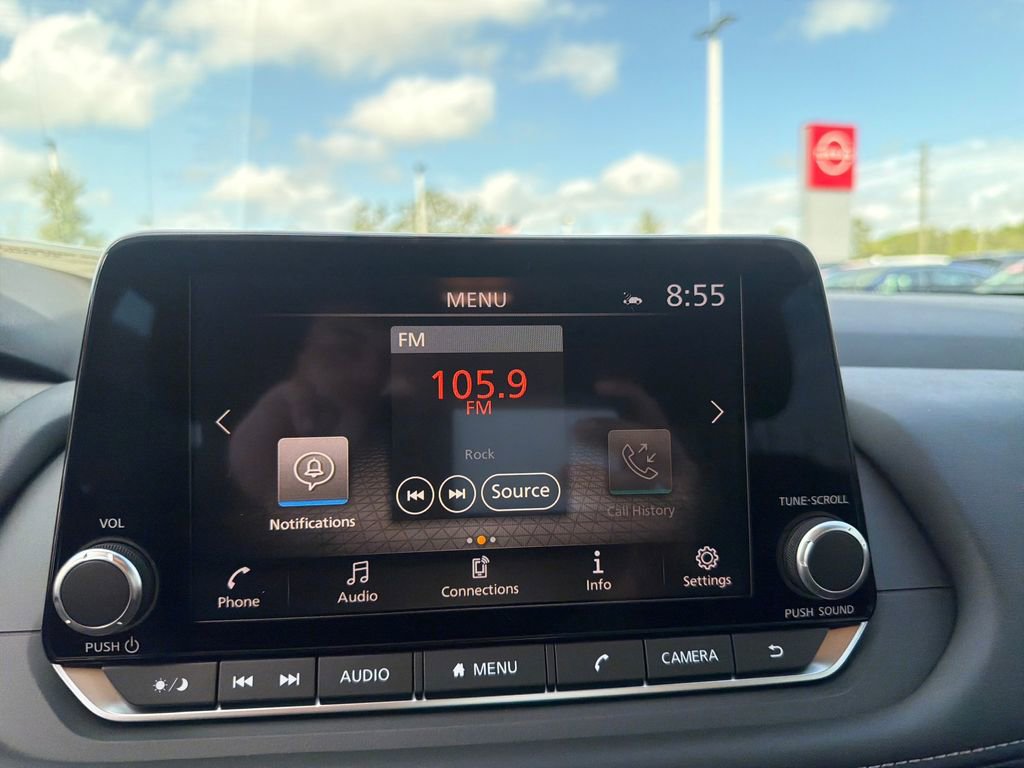 MENU
8:55
FM
105.9
FM
Rock
Source
Notifications
Call History
Phone
Audio
Connections
Info
Settings
VOL
PUSH
TUNE·SCROLL
PUSH SOUND
AUDIO
MENU
CAMERA